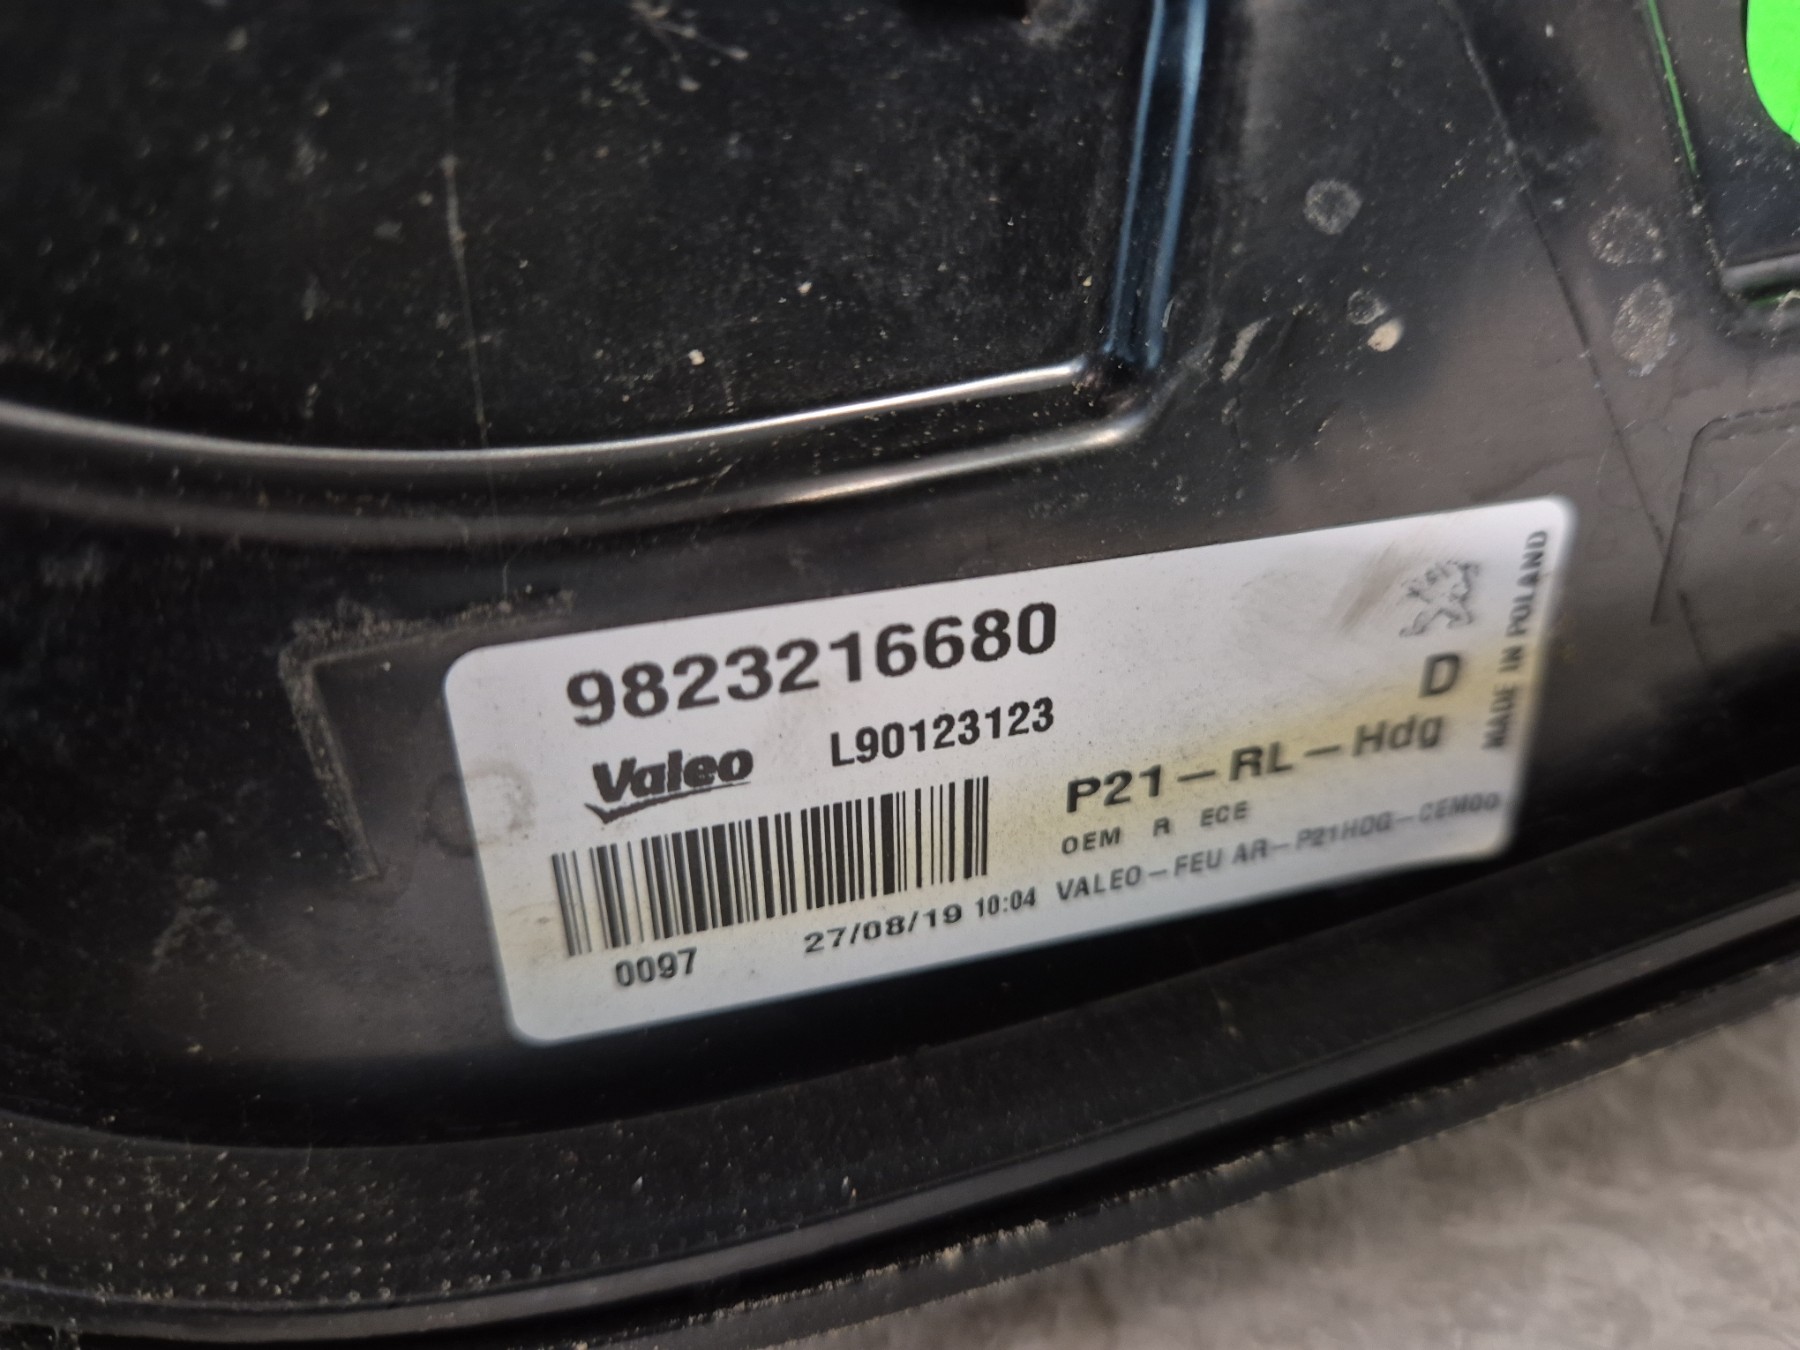 9823216680
Valeo L90123123
D
P21-RL-Hdg
OEM R ECE
VALEO-FEU AR-P21HDG-CEM00
0097
27/08/19 10:04
MADE IN POLAND